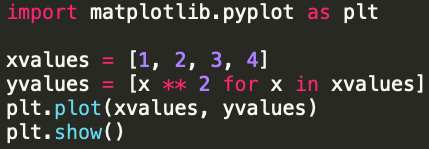 import matplotlib.pyplot as plt
xvalues = [1, 2, 3, 4]
yvalues = [x ** 2 for x in xvalues]
plt.plot(xvalues, yvalues)
plt.show()